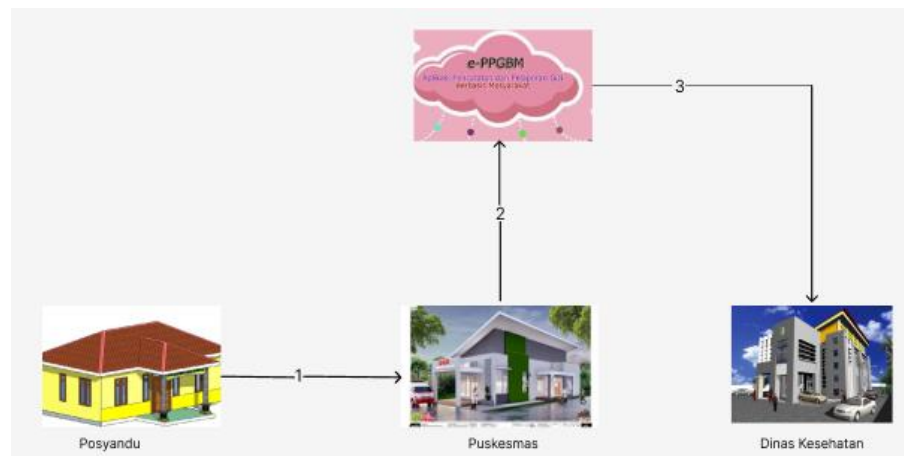 e-PPGBM
Aplikasi Pencatatan dan Pelaporan Gizi
Berbasis Masyarakat
3
2
1
Posyandu
Puskesmas
Dinas Kesehatan